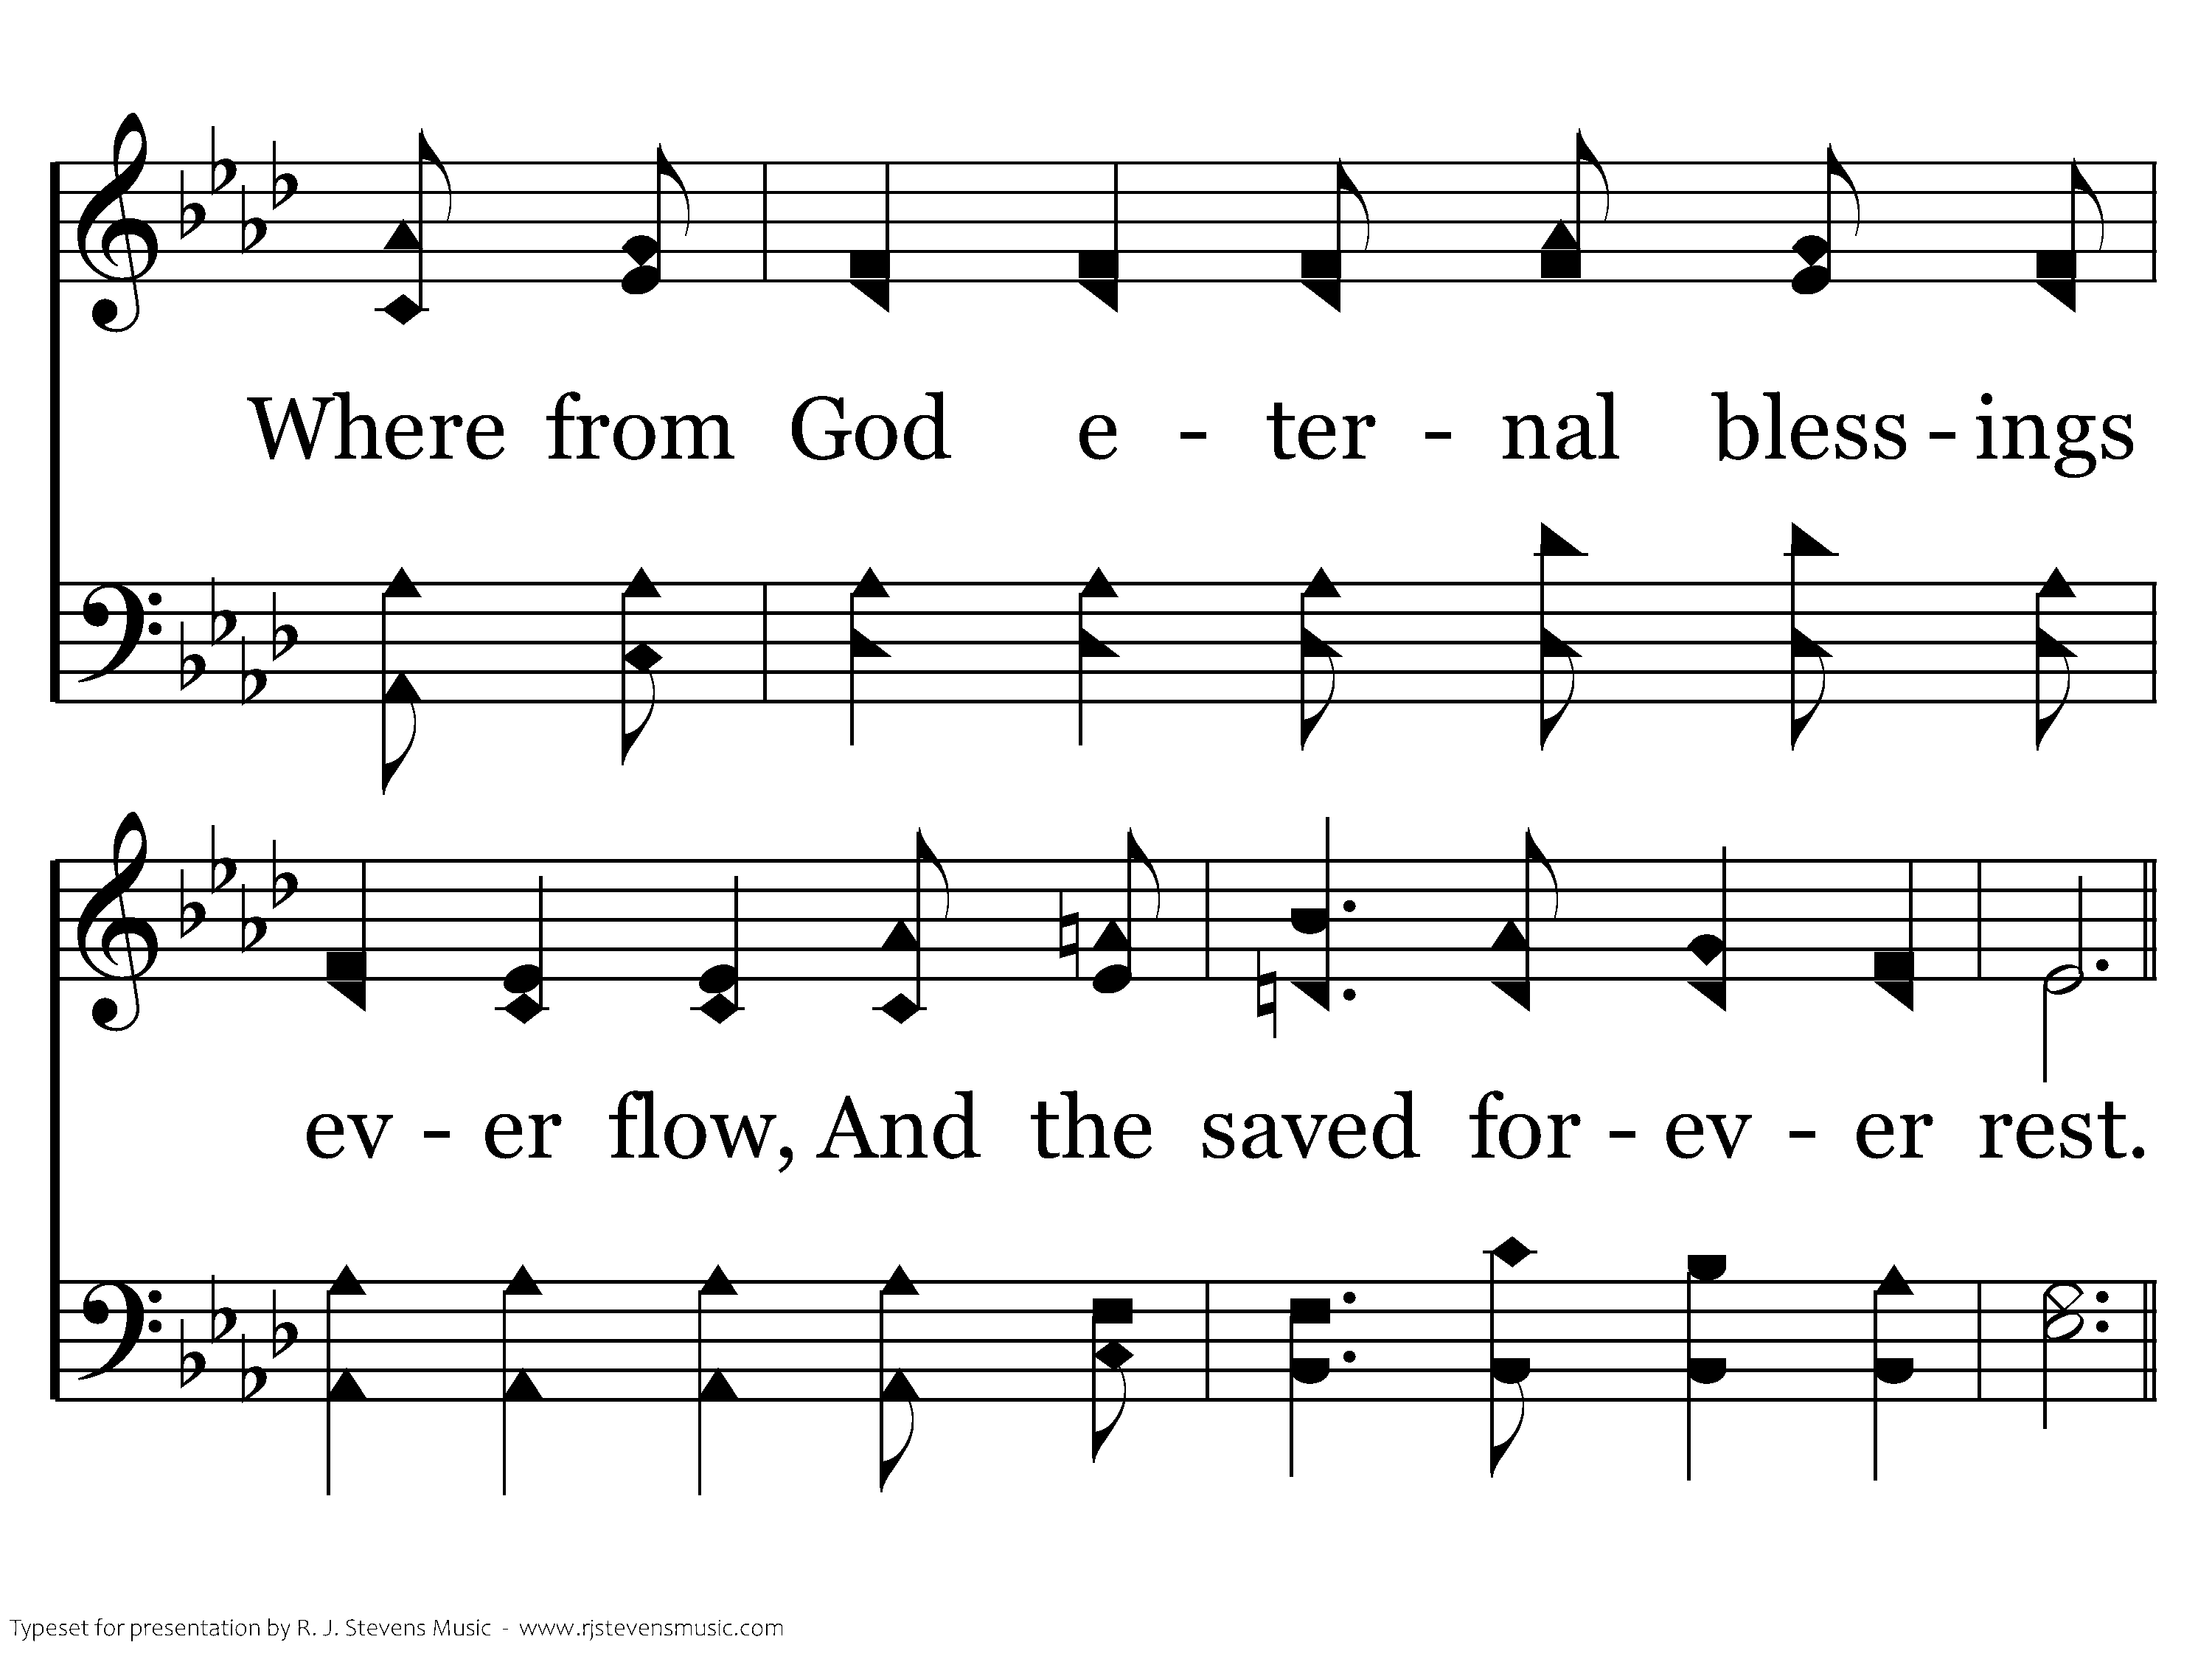 Where from God e - ter - nal bless - ings
ev - er flow, And the saved for - ev - er rest.
Typeset for presentation by R. J. Stevens Music - www.rjstevensmusic.com